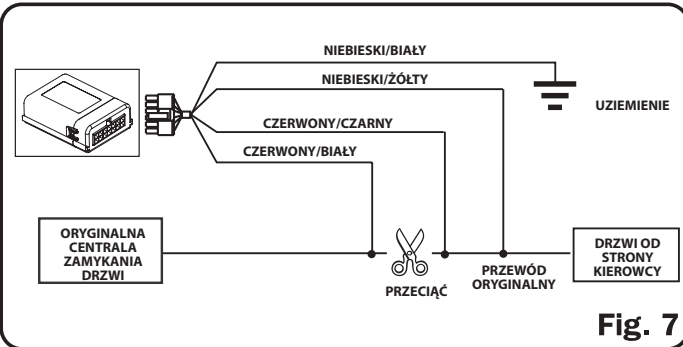 NIEBIESKI/BIAŁY
NIEBIESKI/ŻÓŁTY
UZIEMIENIE
CZERWONY/CZARNY
CZERWONY/BIAŁY
ORYGINALNA
CENTRALA
ZAMYKANIA
DRZWI
PRZECIĄĆ
PRZEWÓD
ORYGINALNY
DRZWI OD
STRONY
KIEROWCY
Fig. 7